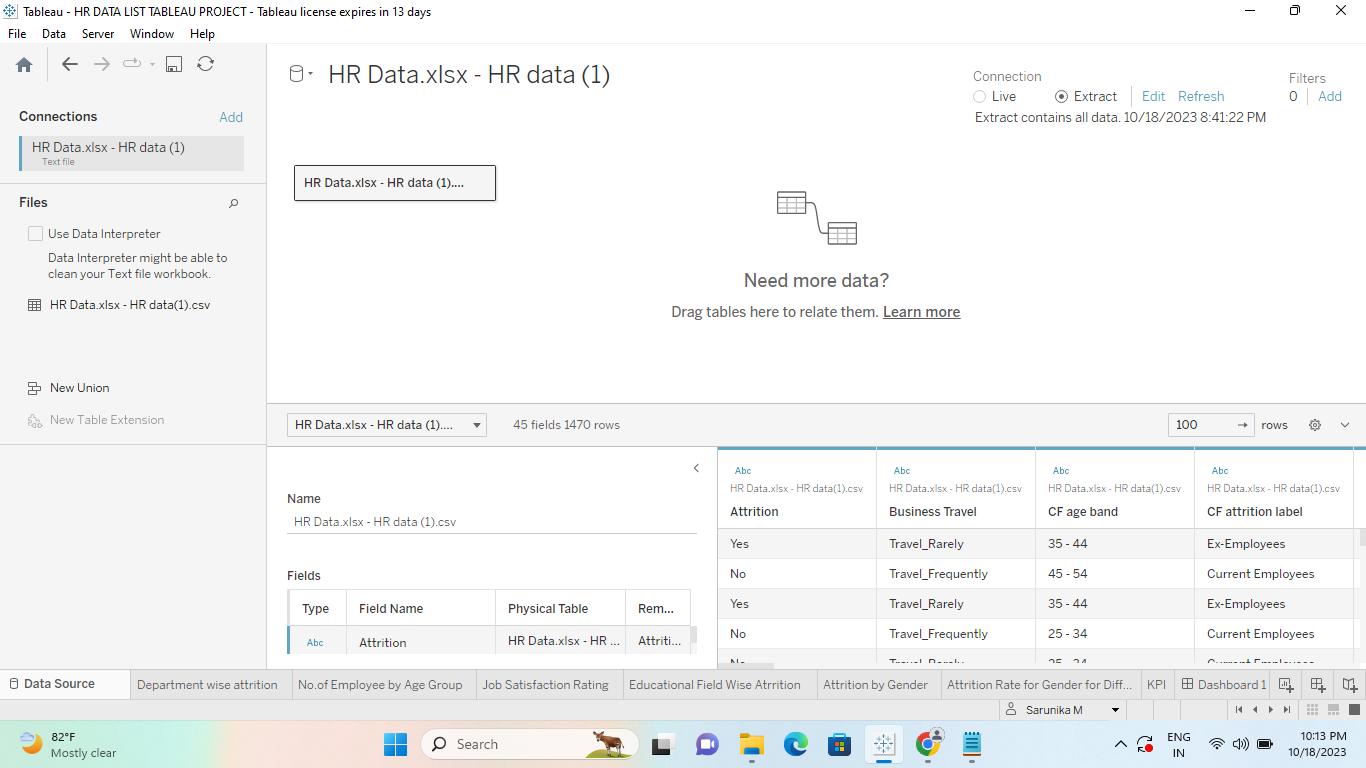 Tableau - HR DATA LIST TABLEAU PROJECT - Tableau license expires in 13 days
File Data Server Window Help
HR Data.xlsx - HR data (1)
Connection
Live Extract Edit Refresh
Extract contains all data. 10/18/2023 8:41:22 PM
Filters
0 Add
Connections Add
HR Data.xlsx - HR data (1)
Text file
Files
Use Data Interpreter
Data Interpreter might be able to
clean your Text file workbook.
HR Data.xlsx - HR data(1).csv
New Union
New Table Extension
HR Data.xlsx - HR data (1)....
Need more data?
Drag tables here to relate them. Learn more
HR Data.xlsx - HR data (1).... 45 fields 1470 rows 100 rows
Name
HR Data.xlsx - HR data (1).csv
Fields
Type Field Name Physical Table Rem...
Abc Attrition HR Data.xlsx - HR ... Attriti...
Abc Abc Abc Abc
HR Data.xlsx - HR data(1).csv HR Data.xlsx - HR data(1).csv HR Data.xlsx - HR data(1).csv HR Data.xlsx - HR data(1).csv
Attrition Business Travel CF age band CF attrition label
Yes Travel_Rarely 35 - 44 Ex-Employees
No Travel_Frequently 45 - 54 Current Employees
Yes Travel_Rarely 35 - 44 Ex-Employees
No Travel_Frequently 25 - 34 Current Employees
No Travel_Rarely 25 - 34 Current Employees
Data Source Department wise attrition No.of Employee by Age Group Job Satisfaction Rating Educational Field Wise Atrrition Attrition by Gender Attrition Rate for Gender for Diff... KPI Dashboard 1
Sarunika M
82°F
Mostly clear
Search
ENG
IN
10:13 PM
10/18/2023